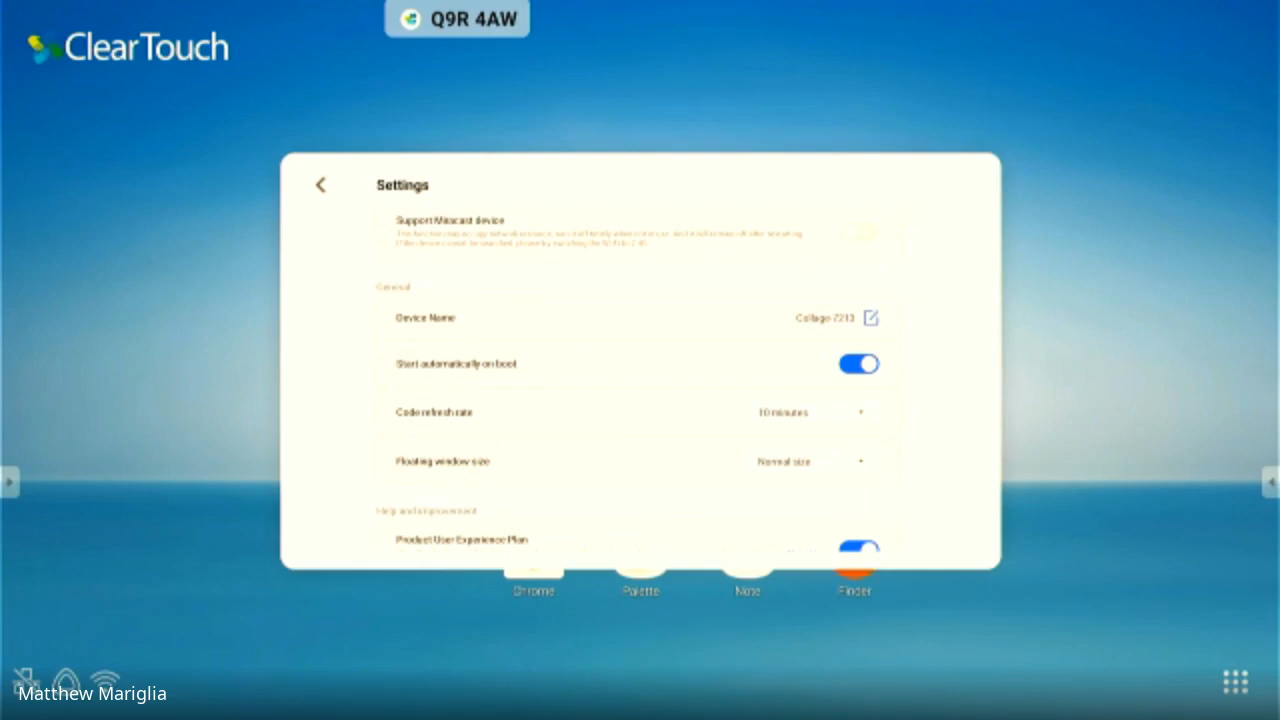 Q9R 4AW
ClearTouch
Settings
Support Miracast device
General
Device Name
Collage-7213
Start automatically on boot
Code refresh rate
10 minutes
Floating window size
Normal size
Help and improvement
Product User Experience Plan
Chrome
Palette
Note
Finder
Matthew Mariglia